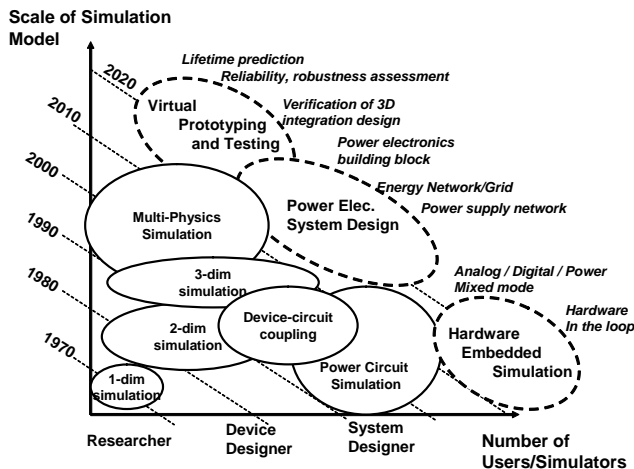 Scale of Simulation
Model
2020
Lifetime prediction
Reliability, robustness assessment
Virtual
Prototyping
and Testing
Verification of 3D
integration design
2010
Power electronics
building block
2000
Energy Network/Grid
Power Elec.
System Design
Power supply network
Multi-Physics
Simulation
1990
3-dim
simulation
Analog / Digital / Power
Mixed mode
1980
Hardware
In the loop
Device-circuit
coupling
2-dim
simulation
Hardware
Embedded
Simulation
1970
Power Circuit
Simulation
1-dim
simulation
Researcher
Device
Designer
System
Designer
Number of
Users/Simulators